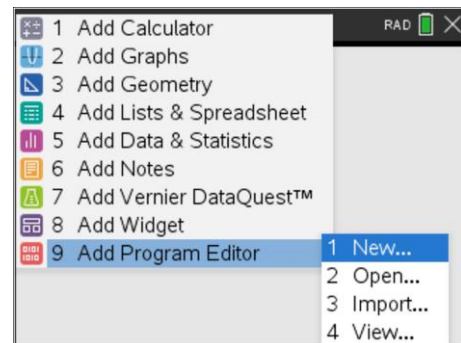 1 Add Calculator
RAD
2 Add Graphs
3 Add Geometry
4 Add Lists & Spreadsheet
5 Add Data & Statistics
6 Add Notes
7 Add Vernier DataQuest™
8 Add Widget
9 Add Program Editor
1 New...
2 Open...
3 Import...
4 View...